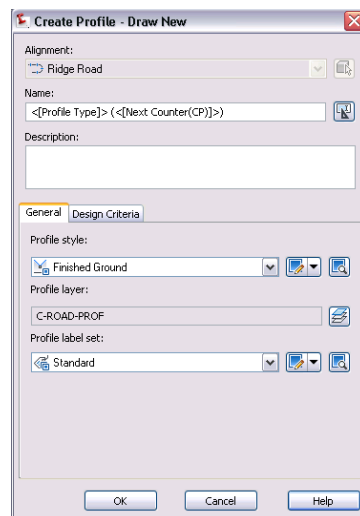 Create Profile - Draw New
Alignment:
Ridge Road
Name:
<[Profile Type]> (<[Next Counter(CP)]>)
Description:
General Design Criteria
Profile style:
Finished Ground
Profile layer:
C-ROAD-PROF
Profile label set:
Standard
OK Cancel Help